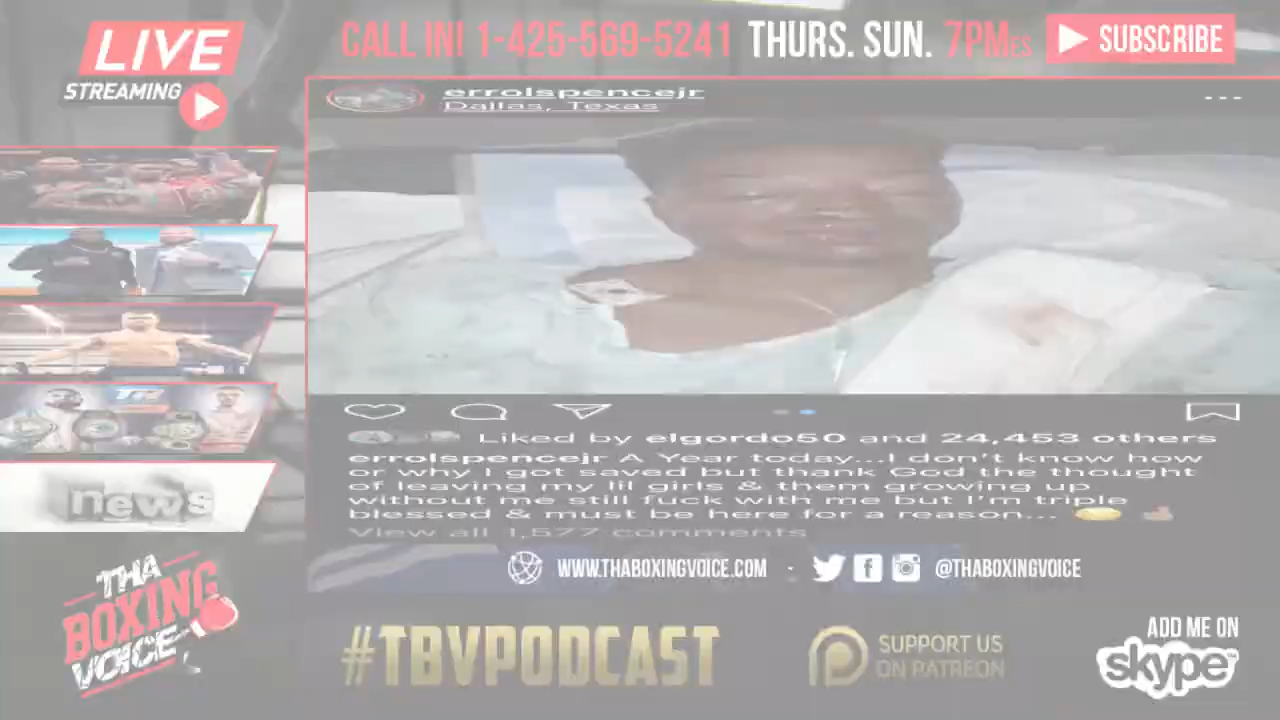 LIVE
STREAMING
CALL IN! 1-425-569-5241 THURS. SUN. 7PM ES
SUBSCRIBE
errolspencejr
Dallas, Texas
Liked by elgordo50 and 24,453 others
errolspencejr A Year today...I don't know how
or why I got saved but thank God the thought
of leaving my lil girls & them growing up
without me still fuck with me but I'm triple
blessed & must be here for a reason...
View all 1,577 comments
news
THA
BOXING
VOICE
WWW.THABOXINGVOICE.COM - @THABOXINGVOICE
#TBVPODCAST
SUPPORT US
ON PATREON
ADD ME ON
skype